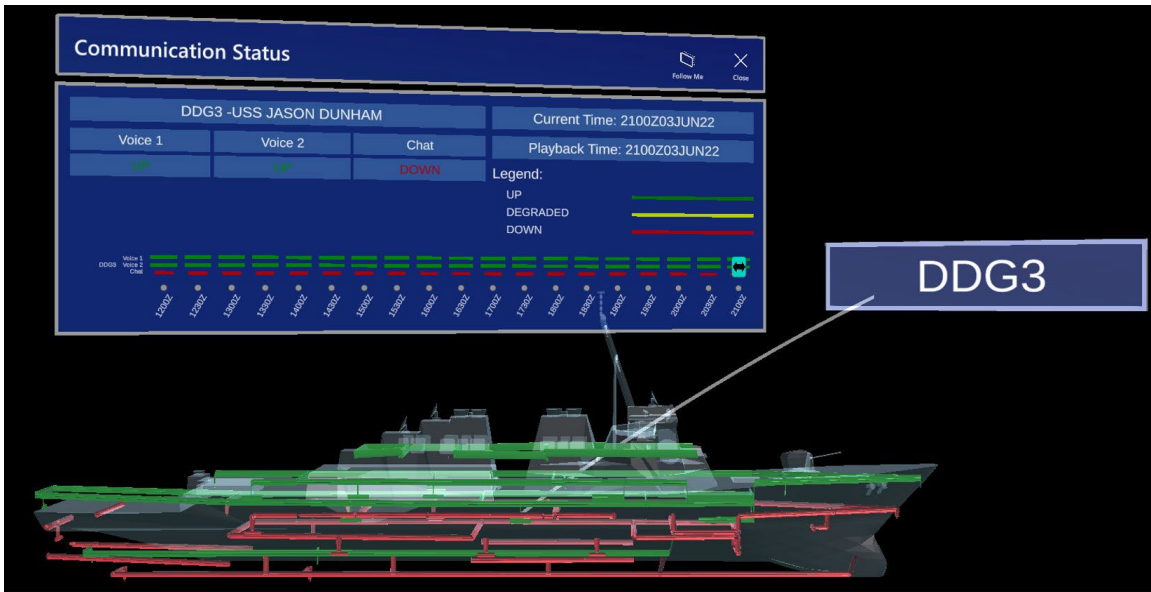 Communication Status
Follow Me
Close
DDG3 -USS JASON DUNHAM
Current Time: 2100Z03JUN22
Voice 1 Voice 2 Chat
Playback Time: 2100Z03JUN22
UP UP DOWN
Legend:
UP
DEGRADED
DOWN
Voice 1
DDG3 Voice 2
Chat
1200Z 1230Z 1300Z 1330Z 1400Z 1430Z 1500Z 1530Z 1600Z 1630Z 1700Z 1730Z 1800Z 1830Z 1900Z 1930Z 2000Z 2030Z 2100Z
DDG3